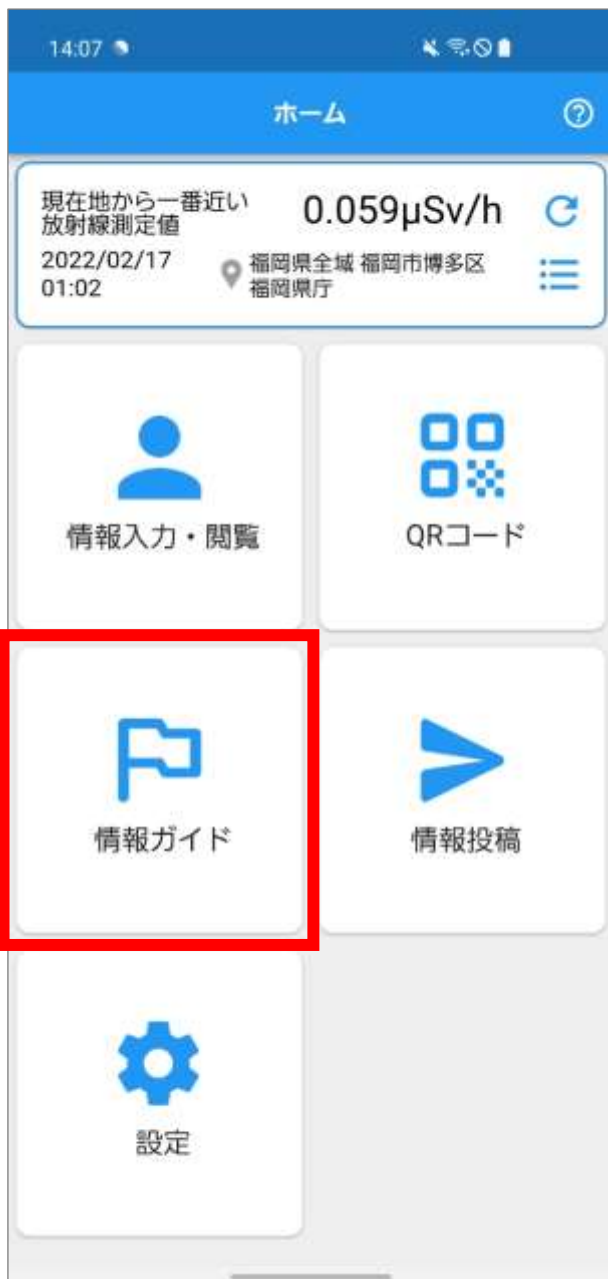 14:07
ホーム
現在地から一番近い
放射線測定値
0.059μSv/h
2022/02/17
01:02
福岡県全域 福岡市博多区
福岡県庁
情報入力・閲覧
QRコード
情報ガイド
情報投稿
設定